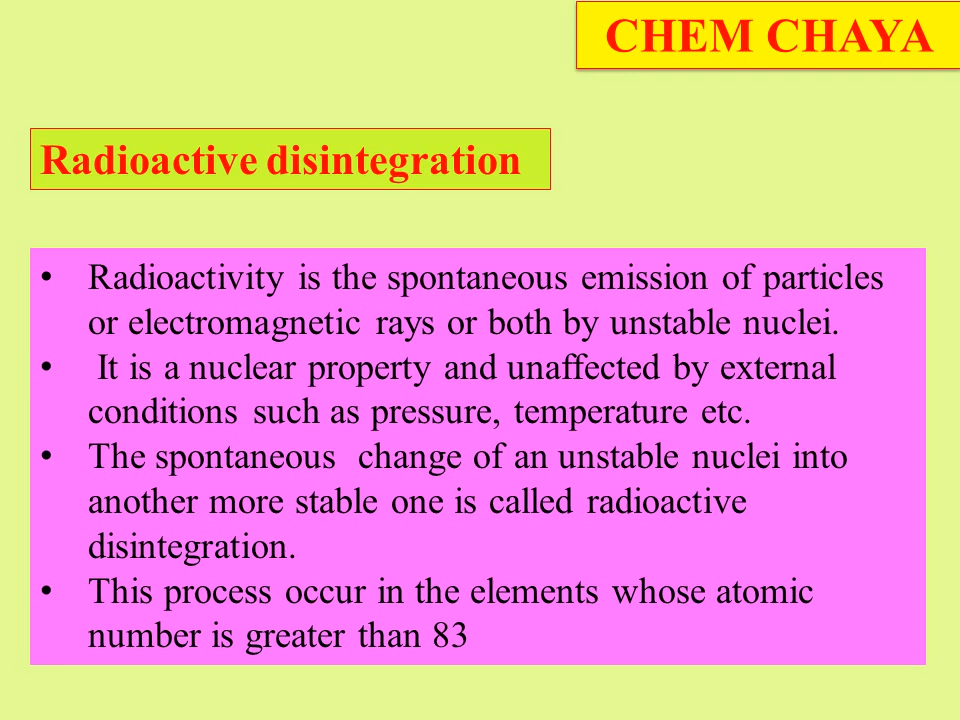 CHEM CHAYA
Radioactive disintegration
• Radioactivity is the spontaneous emission of particles
or electromagnetic rays or both by unstable nuclei.
• It is a nuclear property and unaffected by external
conditions such as pressure, temperature etc.
• The spontaneous change of an unstable nuclei into
another more stable one is called radioactive
disintegration.
• This process occur in the elements whose atomic
number is greater than 83